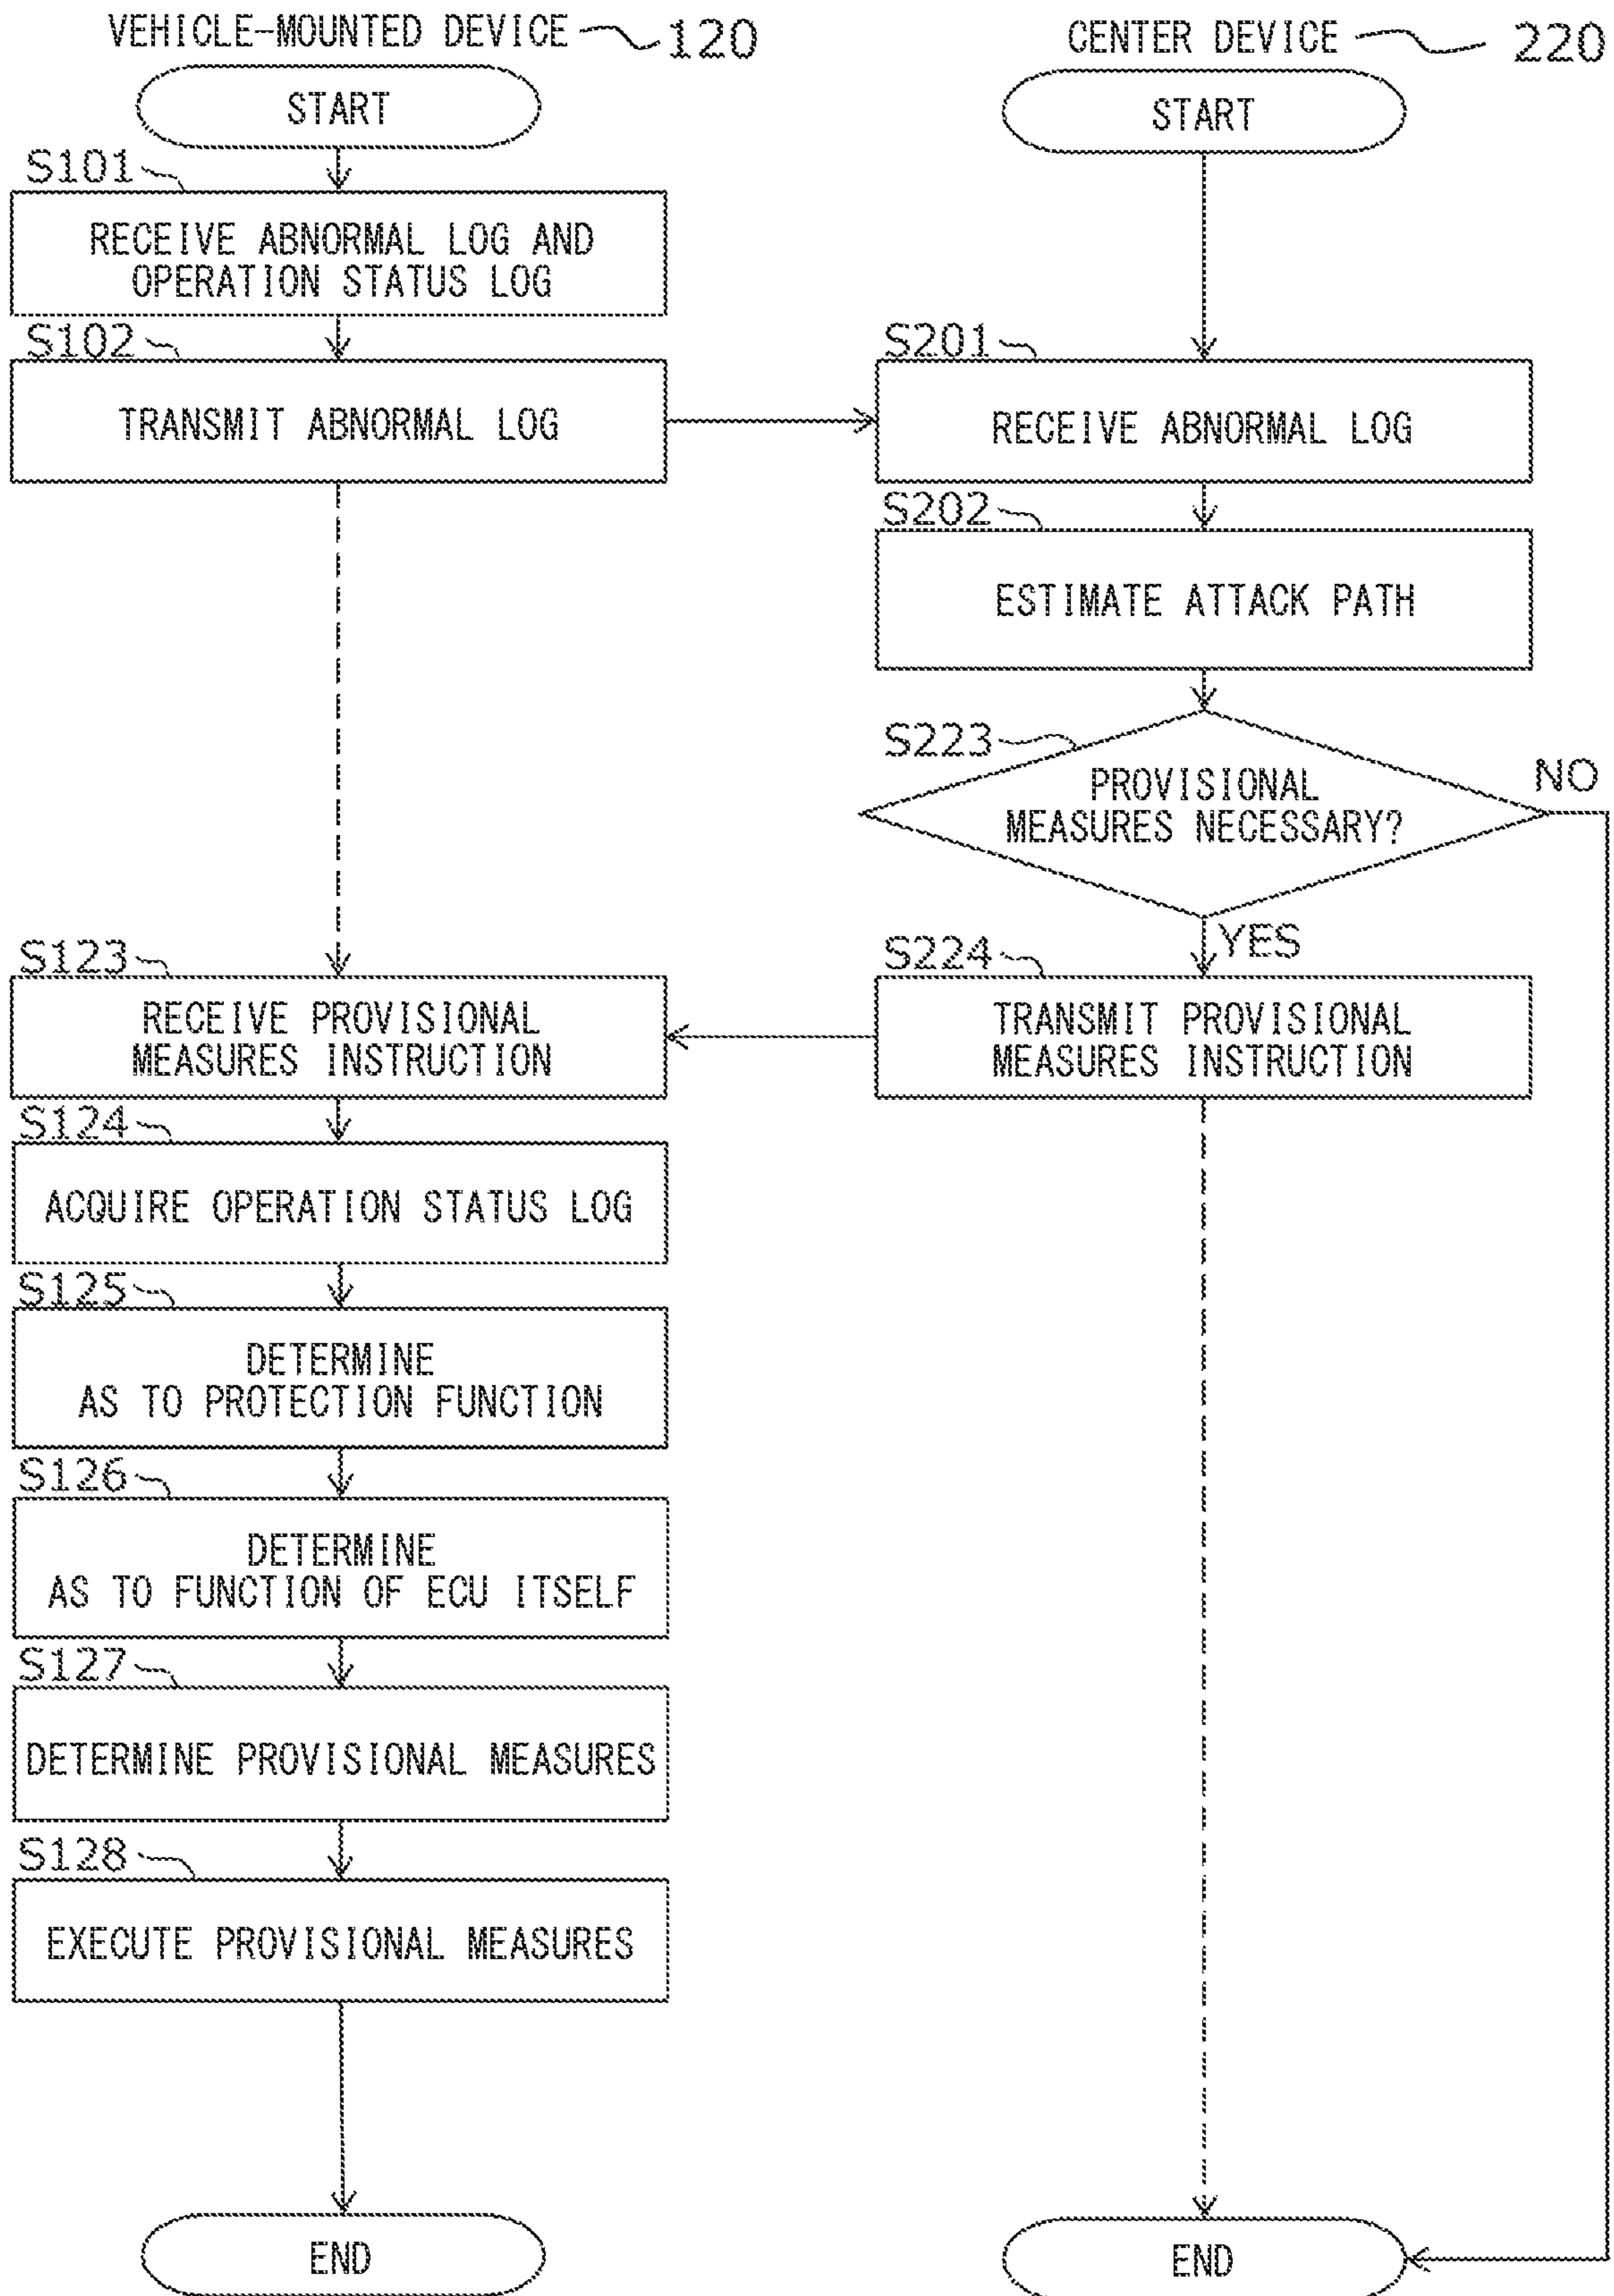 VEHICLE-MOUNTED DEVICE 120
START
S101
RECEIVE ABNORMAL LOG AND
OPERATION STATUS LOG
S102
TRANSMIT ABNORMAL LOG
S123
RECEIVE PROVISIONAL
MEASURES INSTRUCTION
S124
ACQUIRE OPERATION STATUS LOG
S125
DETERMINE
AS TO PROTECTION FUNCTION
S126
DETERMINE
AS TO FUNCTION OF ECU ITSELF
S127
DETERMINE PROVISIONAL MEASURES
S128
EXECUTE PROVISIONAL MEASURES
END
CENTER DEVICE 220
START
S201
RECEIVE ABNORMAL LOG
S202
ESTIMATE ATTACK PATH
S223
PROVISIONAL
MEASURES NECESSARY?
NO
YES
S224
TRANSMIT PROVISIONAL
MEASURES INSTRUCTION
END